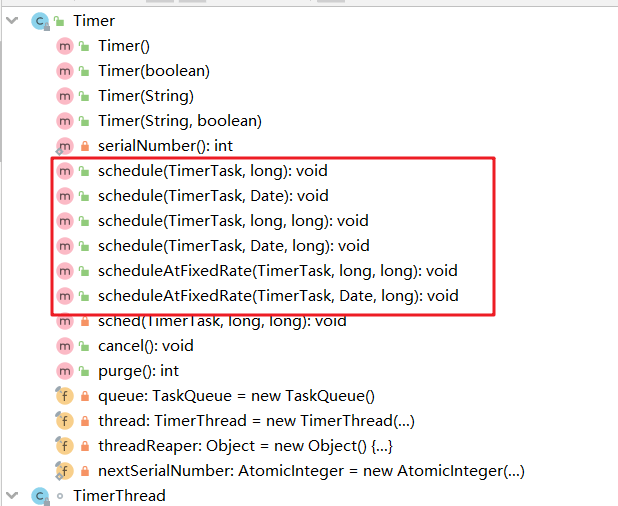 Timer
m Timer()
m Timer(boolean)
m Timer(String)
m Timer(String, boolean)
m serialNumber(): int
m schedule(TimerTask, long): void
m schedule(TimerTask, Date): void
m schedule(TimerTask, long, long): void
m schedule(TimerTask, Date, long): void
m scheduleAtFixedRate(TimerTask, long, long): void
m scheduleAtFixedRate(TimerTask, Date, long): void
m sched(TimerTask, long, long): void
m cancel(): void
m purge(): int
f queue: TaskQueue = new TaskQueue()
f thread: TimerThread = new TimerThread(...)
f threadReaper: Object = new Object() {...}
f nextSerialNumber: AtomicInteger = new AtomicInteger(...)
C TimerThread